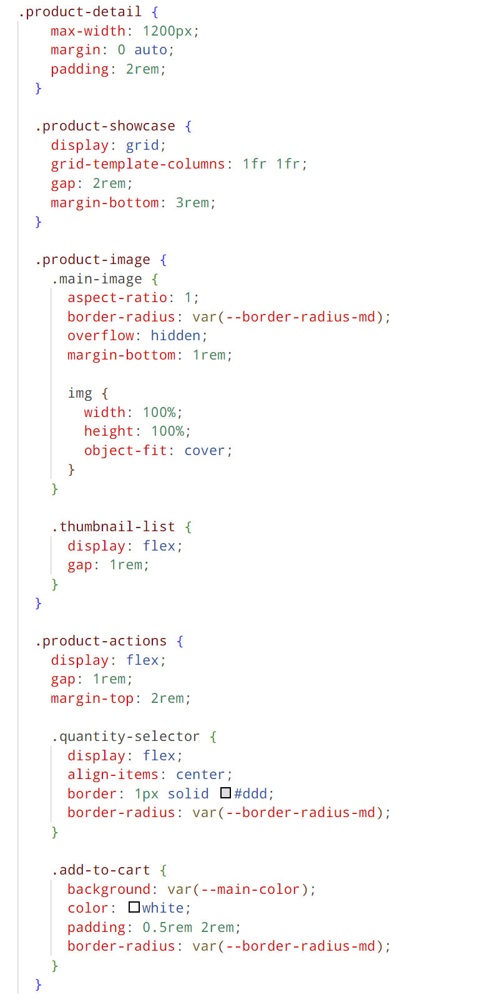 .product-detail {
    max-width: 1200px;
    margin: 0 auto;
    padding: 2rem;
  }

  .product-showcase {
    display: grid;
    grid-template-columns: 1fr 1fr;
    gap: 2rem;
    margin-bottom: 3rem;
  }

  .product-image {
    .main-image {
      aspect-ratio: 1;
      border-radius: var(--border-radius-md);
      overflow: hidden;
      margin-bottom: 1rem;

      img {
        width: 100%;
        height: 100%;
        object-fit: cover;
      }
    }

    .thumbnail-list {
      display: flex;
      gap: 1rem;
    }
  }

  .product-actions {
    display: flex;
    gap: 1rem;
    margin-top: 2rem;

    .quantity-selector {
      display: flex;
      align-items: center;
      border: 1px solid #ddd;
      border-radius: var(--border-radius-md);
    }

    .add-to-cart {
      background: var(--main-color);
      color: white;
      padding: 0.5rem 2rem;
      border-radius: var(--border-radius-md);
    }
  }